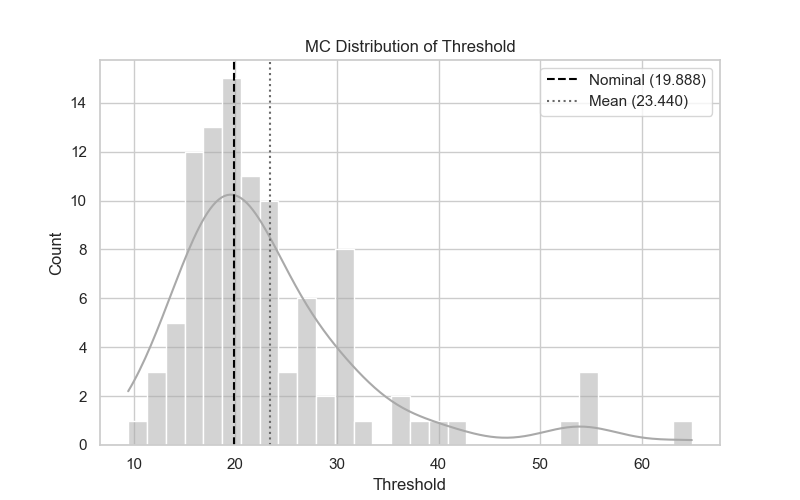 MC Distribution of Threshold
Nominal (19.888)
Mean (23.440)
Count
14
12
10
8
6
4
2
0
10 20 30 40 50 60
Threshold